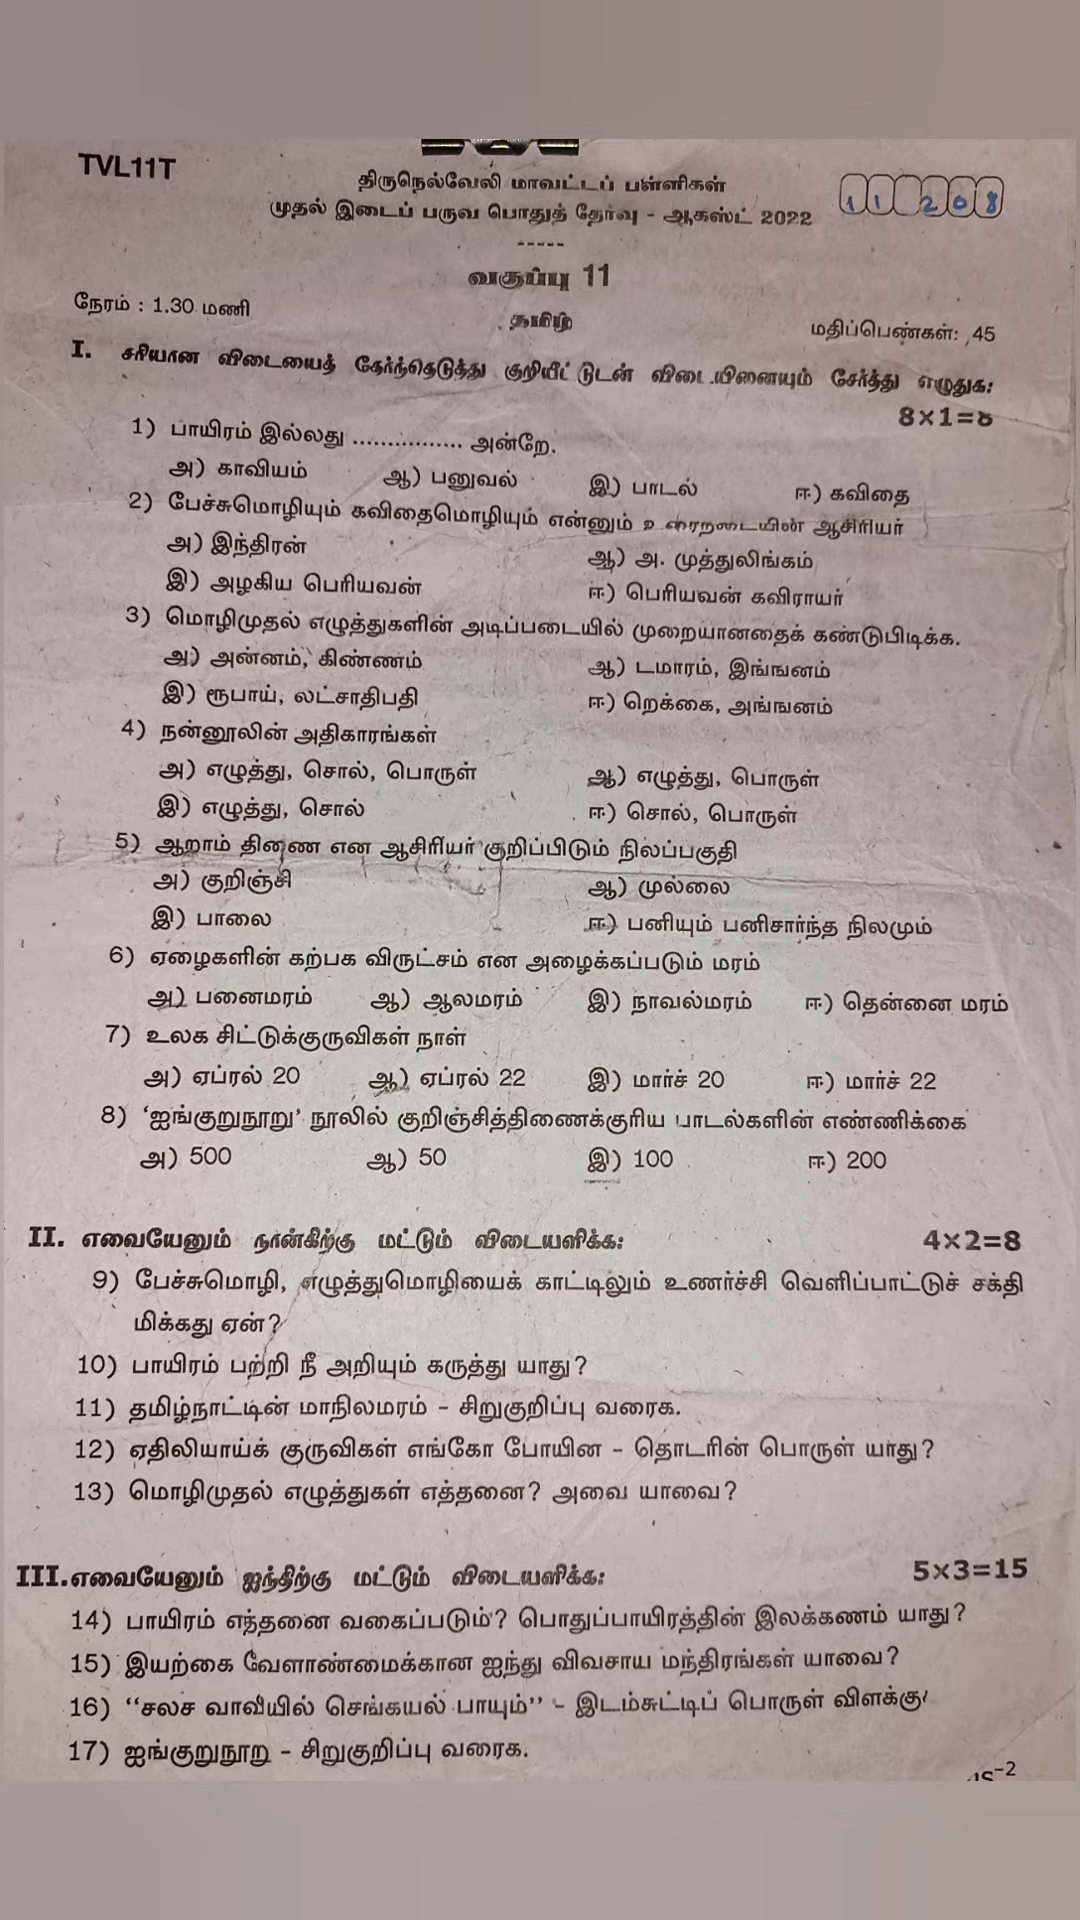 TVL11T
திருநெல்வேலி மாவட்டப் பள்ளிகள்
முதல் இடைப் பருவ பொதுத் தேர்வு - ஆகஸ்ட் 2022
11 208
-----
வகுப்பு 11
நேரம் : 1.30 மணி
தமிழ்
மதிப்பெண்கள்: 45
I. சரியான விடையைத் தேர்ந்தெடுத்து குறியீட்டுடன் விடையினையும் சேர்த்து எழுதுக:
8×1=8
1) பாயிரம் இல்லது ................ அன்றே.
அ) காவியம் ஆ) பனுவல் இ) பாடல் ஈ) கவிதை
2) பேச்சுமொழியும் கவிதைமொழியும் என்னும் உரைநடையின் ஆசிரியர்
அ) இந்திரன் ஆ) அ. முத்துலிங்கம்
இ) அழகிய பெரியவன் ஈ) பெரியவன் கவிராயர்
3) மொழிமுதல் எழுத்துகளின் அடிப்படையில் முறையானதைக் கண்டுபிடிக்க.
அ) அன்னம், கிண்ணம் ஆ) டமாரம், இங்ஙனம்
இ) ரூபாய், லட்சாதிபதி ஈ) றெக்கை, அங்ஙனம்
4) நன்னூலின் அதிகாரங்கள்
அ) எழுத்து, சொல், பொருள் ஆ) எழுத்து, பொருள்
இ) எழுத்து, சொல் ஈ) சொல், பொருள்
5) ஆறாம் திணை என ஆசிரியர் குறிப்பிடும் நிலப்பகுதி
அ) குறிஞ்சி ஆ) முல்லை
இ) பாலை ஈ) பனியும் பனிசார்ந்த நிலமும்
6) ஏழைகளின் கற்பக விருட்சம் என அழைக்கப்படும் மரம்
அ) பனைமரம் ஆ) ஆலமரம் இ) நாவல்மரம் ஈ) தென்னை மரம்
7) உலக சிட்டுக்குருவிகள் நாள்
அ) ஏப்ரல் 20 ஆ) ஏப்ரல் 22 இ) மார்ச் 20 ஈ) மார்ச் 22
8) ‘ஐங்குறுநூறு’ நூலில் குறிஞ்சித்திணைக்குரிய பாடல்களின் எண்ணிக்கை
அ) 500 ஆ) 50 இ) 100 ஈ) 200
II. எவையேனும் நான்கிற்கு மட்டும் விடையளிக்க: 4×2=8
9) பேச்சுமொழி, எழுத்துமொழியைக் காட்டிலும் உணர்ச்சி வெளிப்பாட்டுச் சக்தி
மிக்கது ஏன்?
10) பாயிரம் பற்றி நீ அறியும் கருத்து யாது?
11) தமிழ்நாட்டின் மாநிலமரம் - சிறுகுறிப்பு வரைக.
12) ஏதிலியாய்க் குருவிகள் எங்கோ போயின - தொடரின் பொருள் யாது?
13) மொழிமுதல் எழுத்துகள் எத்தனை? அவை யாவை?
III. எவையேனும் ஐந்திற்கு மட்டும் விடையளிக்க: 5×3=15
14) பாயிரம் எத்தனை வகைப்படும்? பொதுப்பாயிரத்தின் இலக்கணம் யாது?
15) இயற்கை வேளாண்மைக்கான ஐந்து விவசாய மந்திரங்கள் யாவை?
16) “சலச வாவியில் செங்கயல் பாயும்” - இடம்சுட்டிப் பொருள் விளக்கு
17) ஐங்குறுநூறு - சிறுகுறிப்பு வரைக.